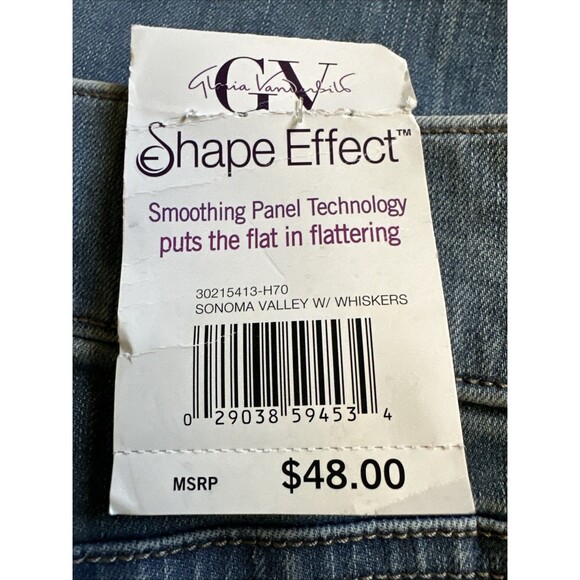 GV
Gloria Vanderbilt
Shape Effect™
Smoothing Panel Technology
puts the flat in flattering
30215413-H70
SONOMA VALLEY W/ WHISKERS
0 29038 59453 4
MSRP $48.00